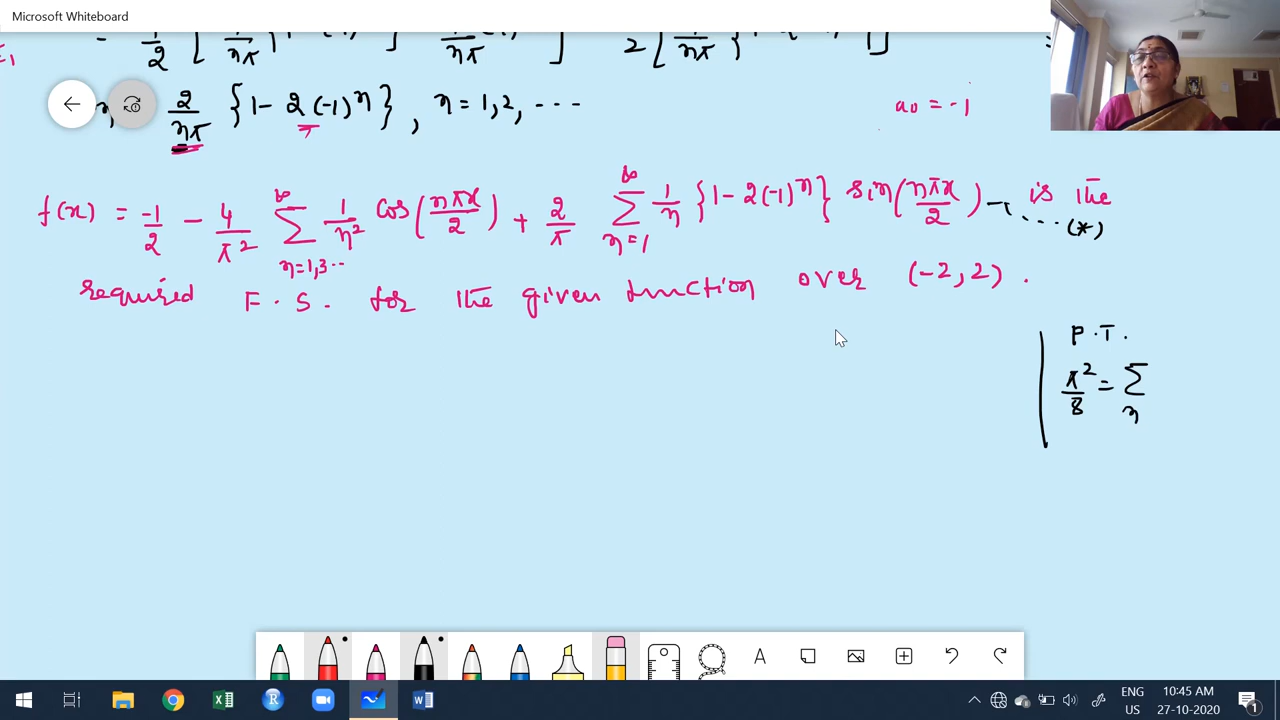 Microsoft Whiteboard
2/nπ {1 - 2(-1)^n}, n = 1, 2, ---
a0 = -1
f(x) = -1/2 - 4/π² ∞∑n=1,3.. 1/n² cos(nπx/2) + 2/π ∞∑n=1 1/n {1 - 2(-1)^n} sin(nπx/2) — is the
....(*)
required F.S. for the given function over (-2, 2).
P.T.
π²/8 = ∑n
ENG
US
10:45 AM
27-10-2020
1